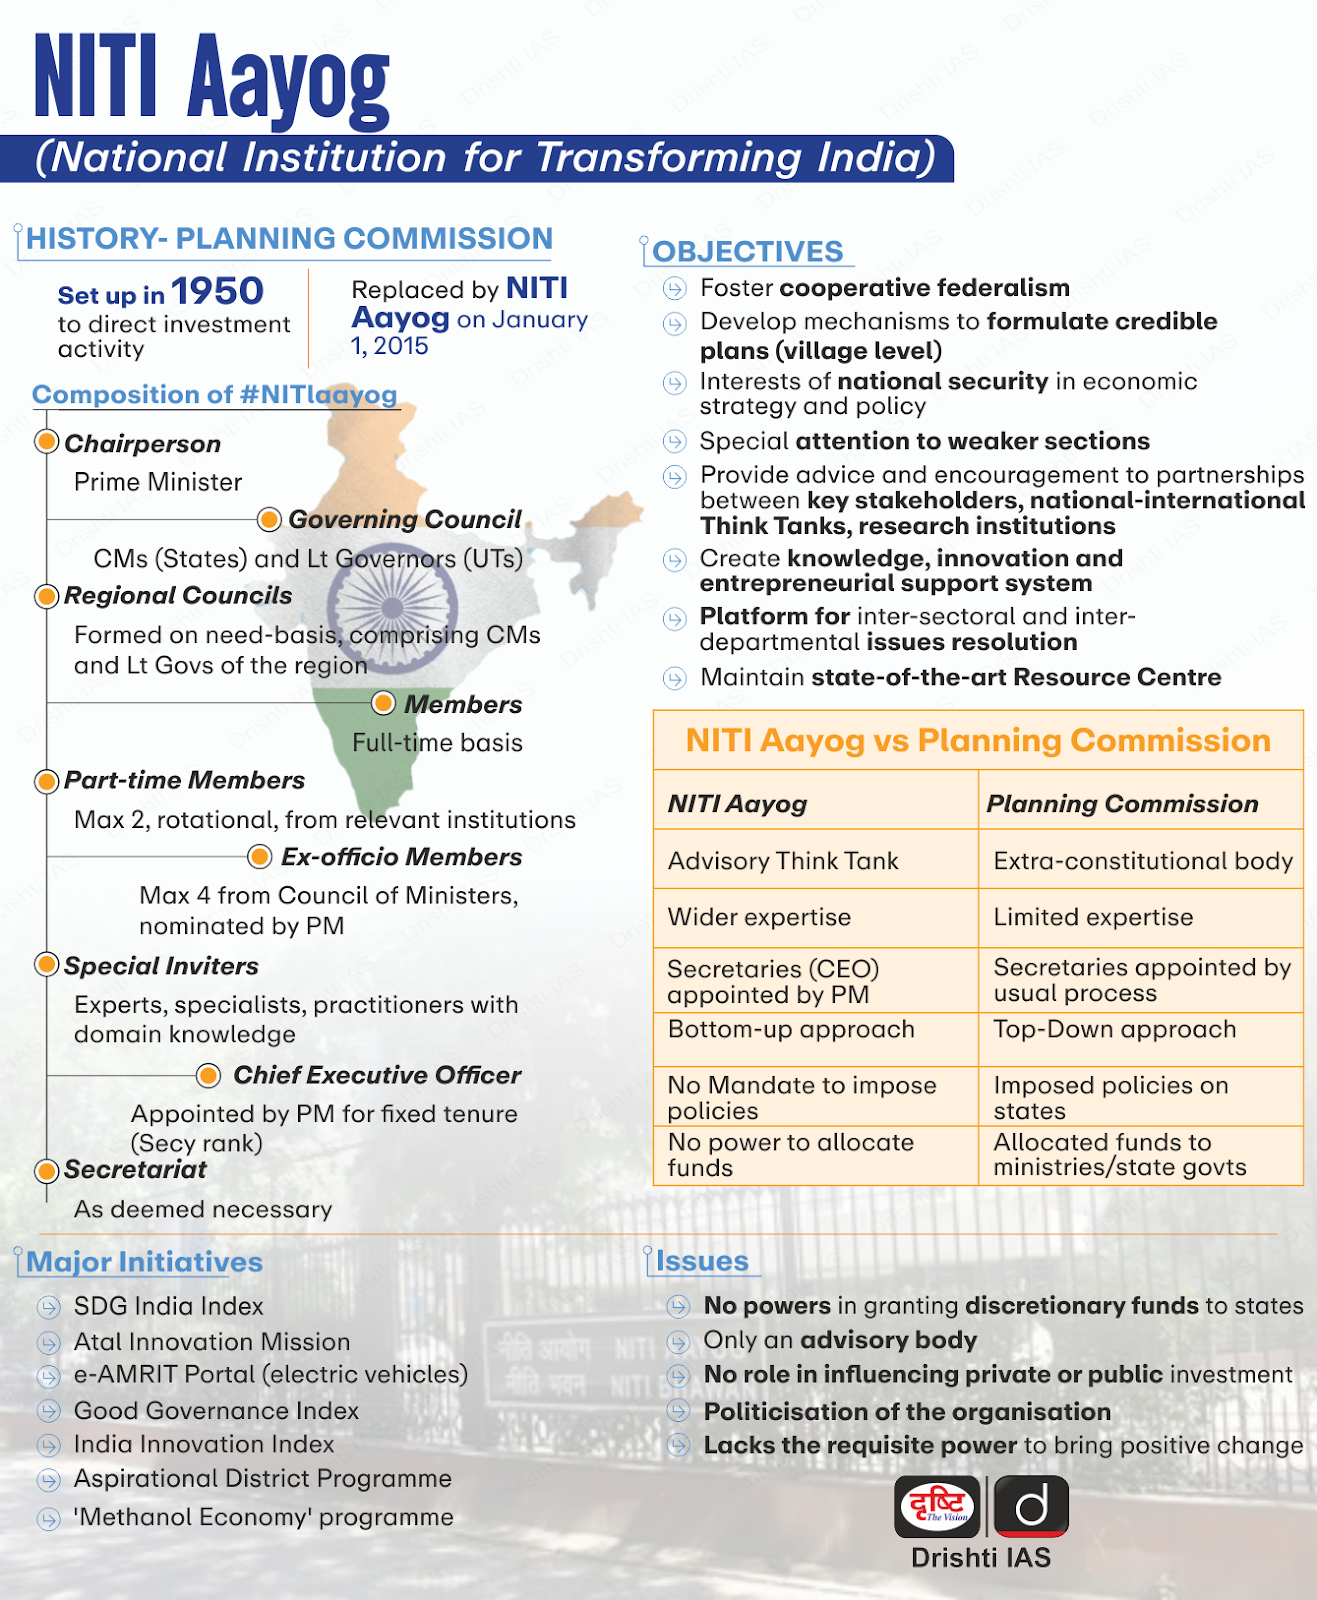 NITI Aayog
(National Institution for Transforming India)
HISTORY- PLANNING COMMISSION
Set up in 1950
to direct investment
activity
Replaced by NITI
Aayog on January
1, 2015
Composition of #NITIaayog
Chairperson
Prime Minister
Governing Council
CMs (States) and Lt Governors (UTs)
Regional Councils
Formed on need-basis, comprising CMs
and Lt Govs of the region
Members
Full-time basis
Part-time Members
Max 2, rotational, from relevant institutions
Ex-officio Members
Max 4 from Council of Ministers,
nominated by PM
Special Inviters
Experts, specialists, practitioners with
domain knowledge
Chief Executive Officer
Appointed by PM for fixed tenure
(Secy rank)
Secretariat
As deemed necessary
OBJECTIVES
Foster cooperative federalism
Develop mechanisms to formulate credible
plans (village level)
Interests of national security in economic
strategy and policy
Special attention to weaker sections
Provide advice and encouragement to partnerships
between key stakeholders, national-international
Think Tanks, research institutions
Create knowledge, innovation and
entrepreneurial support system
Platform for inter-sectoral and inter-
departmental issues resolution
Maintain state-of-the-art Resource Centre
NITI Aayog vs Planning Commission
NITI Aayog
Planning Commission
Advisory Think Tank
Extra-constitutional body
Wider expertise
Limited expertise
Secretaries (CEO)
appointed by PM
Secretaries appointed by
usual process
Bottom-up approach
Top-Down approach
No Mandate to impose
policies
Imposed policies on
states
No power to allocate
funds
Allocated funds to
ministries/state govts
Major Initiatives
SDG India Index
Atal Innovation Mission
e-AMRIT Portal (electric vehicles)
Good Governance Index
India Innovation Index
Aspirational District Programme
'Methanol Economy' programme
Issues
No powers in granting discretionary funds to states
Only an advisory body
No role in influencing private or public investment
Politicisation of the organisation
Lacks the requisite power to bring positive change
नीति आयोग NITI
नीति भवन NITI
दृष्टि
The Vision
d
Drishti IAS